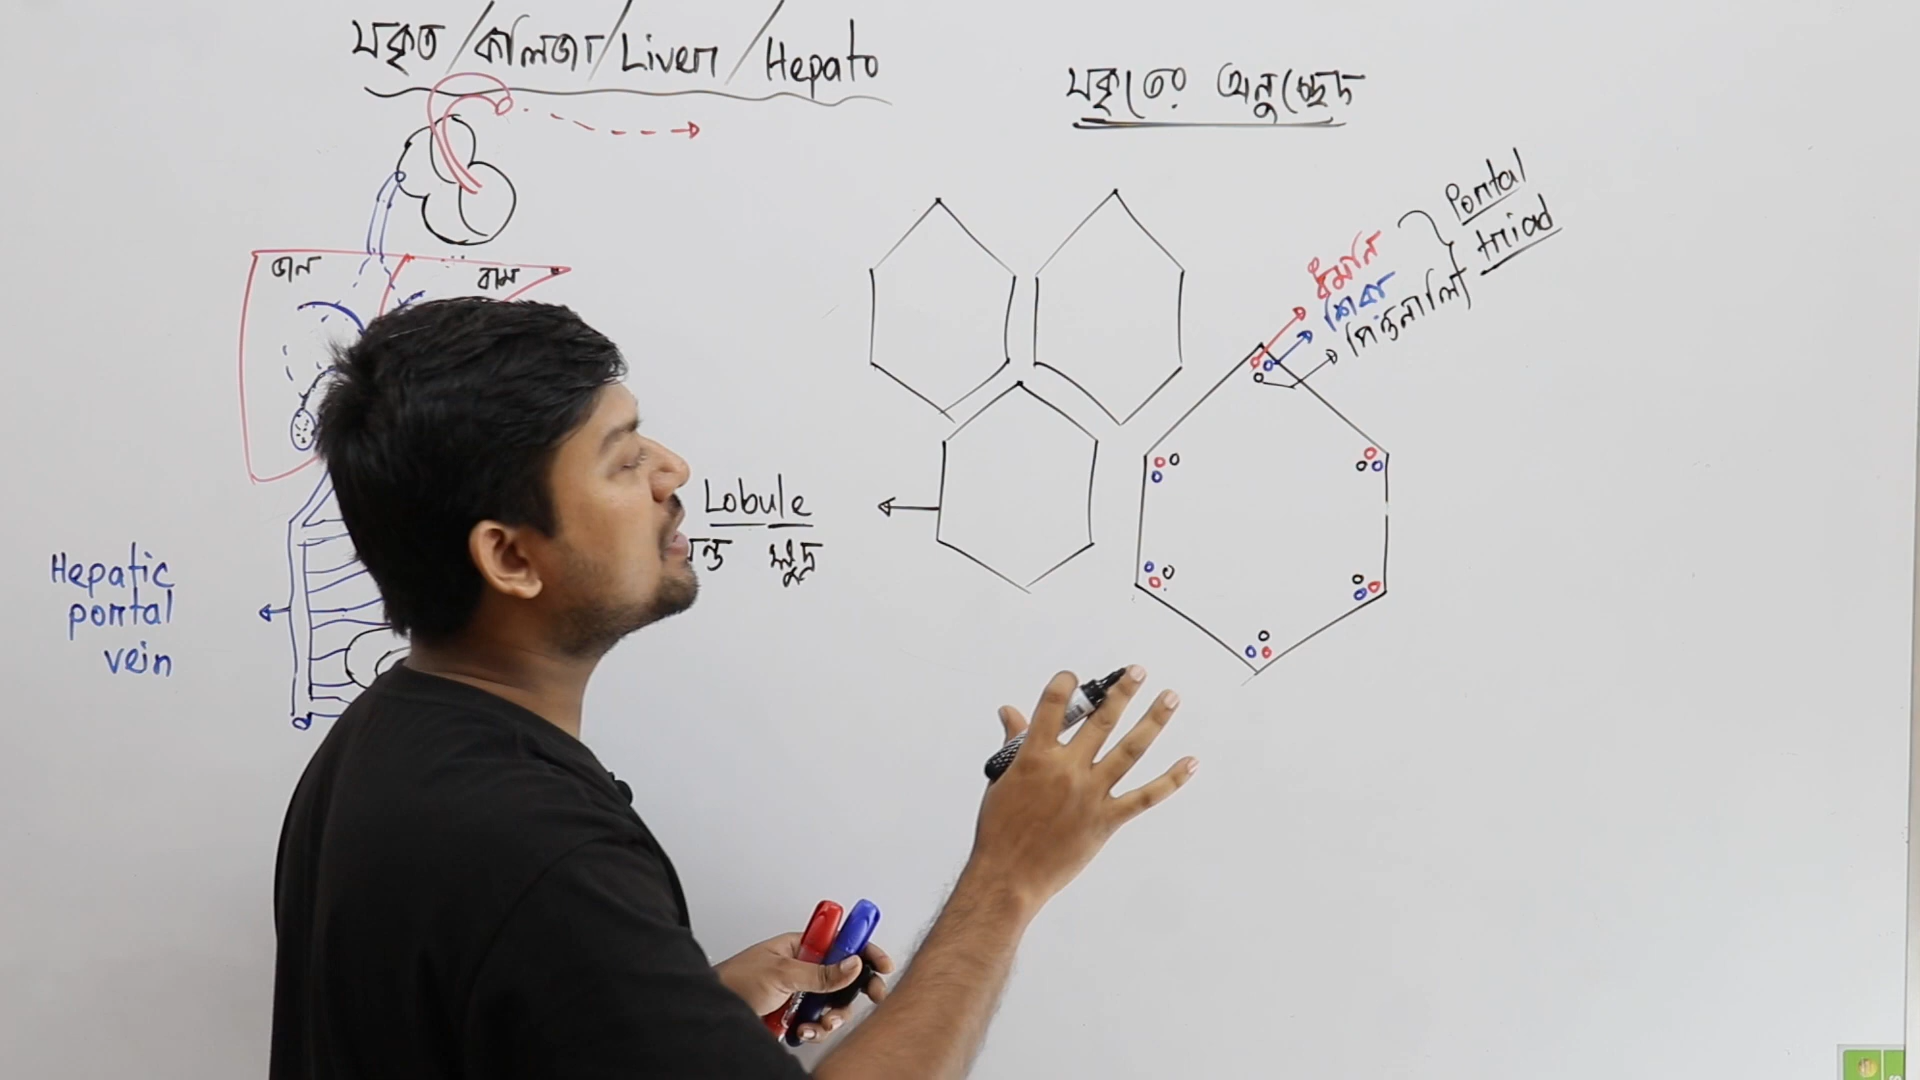 যকৃত / কলিজা / Liver / Hepato
যকৃতের অনুচ্ছেদ
ডান
বাম
Portal
triad
ধমনি
শিরা
পিত্তনালি
Lobule
ক্ষুদ্র
Hepatic
portal
vein